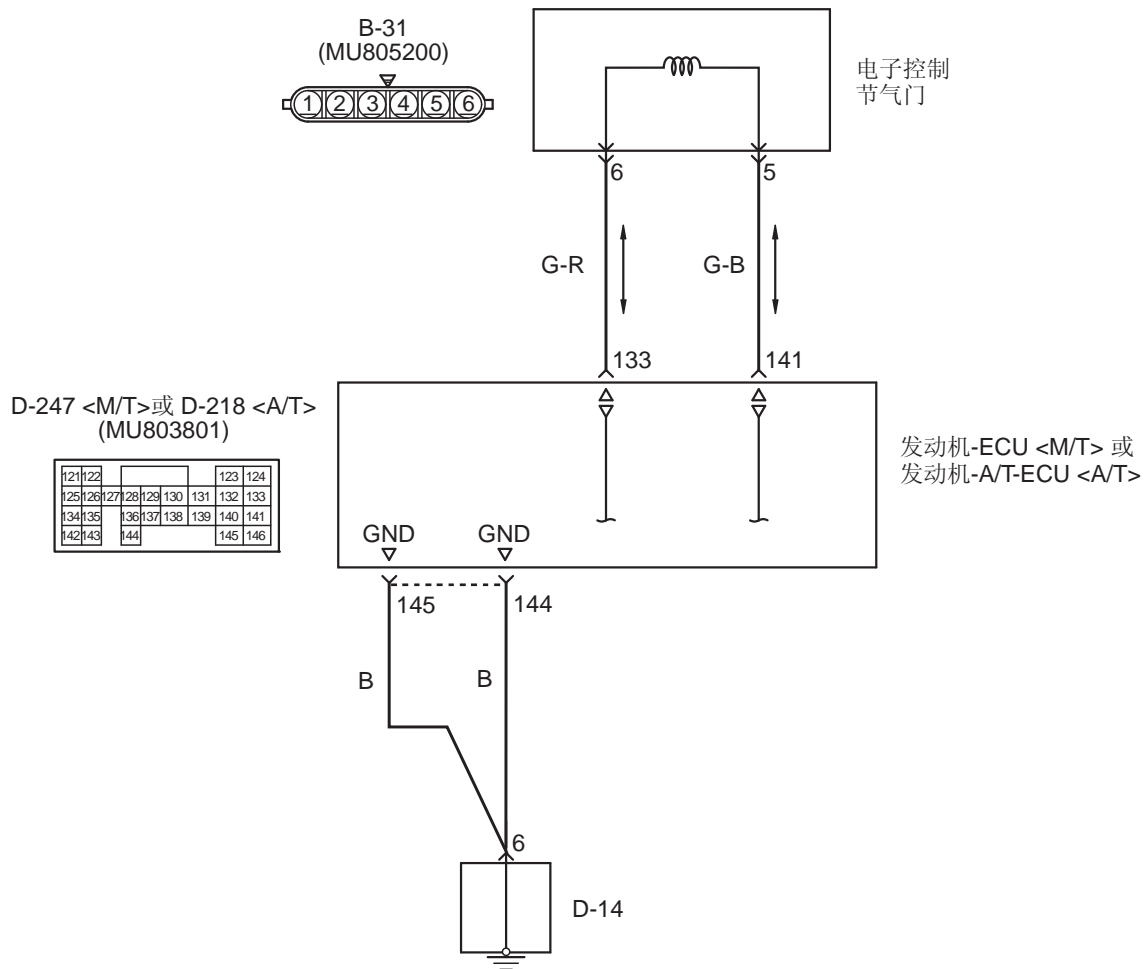 B-31
(MU805200)
1 2 3 4 5 6
电子控制
节气门
6
5
G-R
G-B
133
141
D-247 <M/T>或 D-218 <A/T>
(MU803801)
121 122 123 124
125 126 127 128 129 130 131 132 133
134 135 136 137 138 139 140 141
142 143 144 145 146
发动机-ECU <M/T> 或
发动机-A/T-ECU <A/T>
GND
GND
145
144
B
B
6
D-14